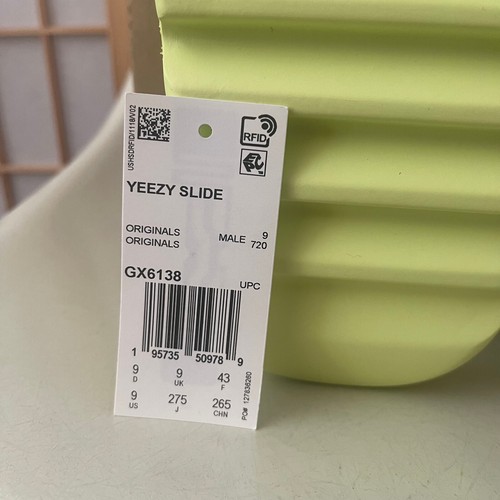 USHSDRFID/1118/V02
RFID
YEEZY SLIDE
ORIGINALS
ORIGINALS
MALE 9
720
GX6138
UPC
1 95735 50978 9
9 9 43
D UK F
9 275 265
US J CHN
PO# 127836260